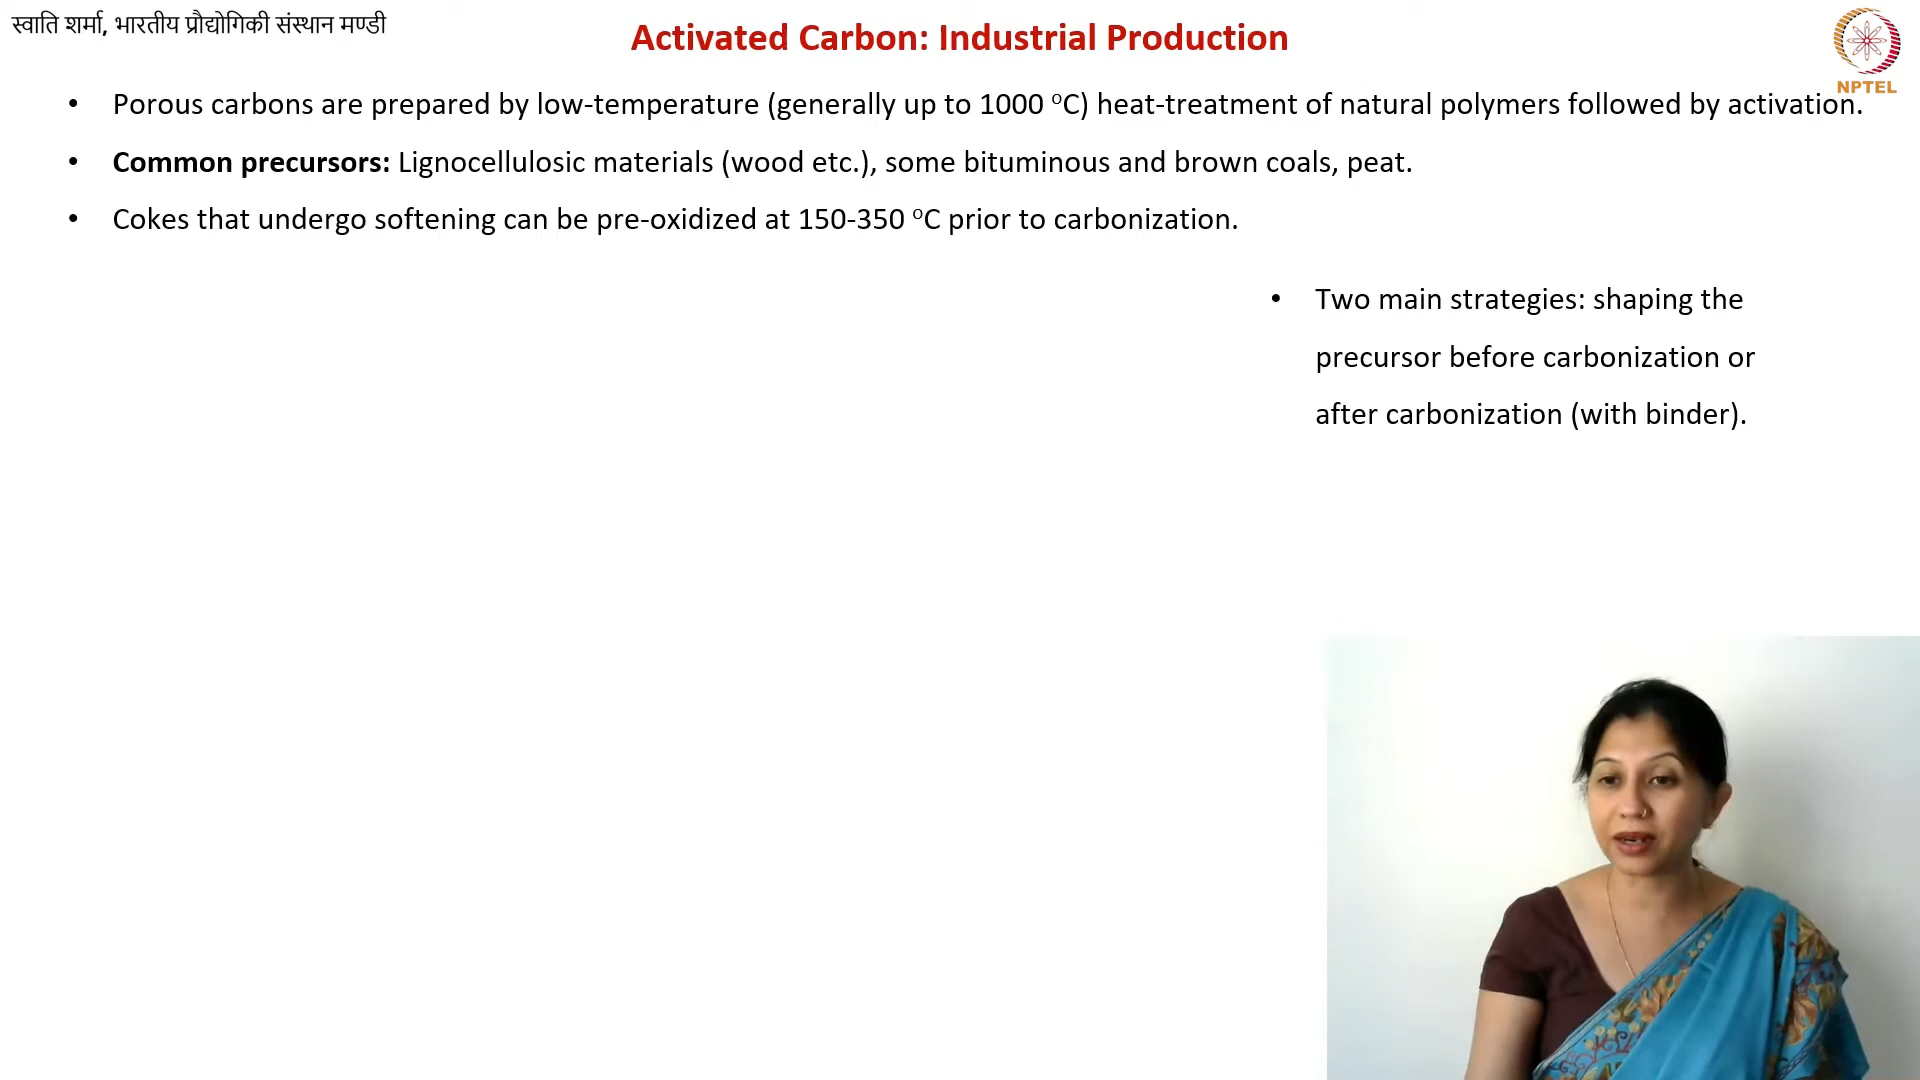 स्वाति शर्मा, भारतीय प्रौद्योगिकी संस्थान मण्डी
Activated Carbon: Industrial Production
NPTEL
• Porous carbons are prepared by low-temperature (generally up to 1000 ºC) heat-treatment of natural polymers followed by activation.
• Common precursors: Lignocellulosic materials (wood etc.), some bituminous and brown coals, peat.
• Cokes that undergo softening can be pre-oxidized at 150-350 ºC prior to carbonization.
• Two main strategies: shaping the
precursor before carbonization or
after carbonization (with binder).